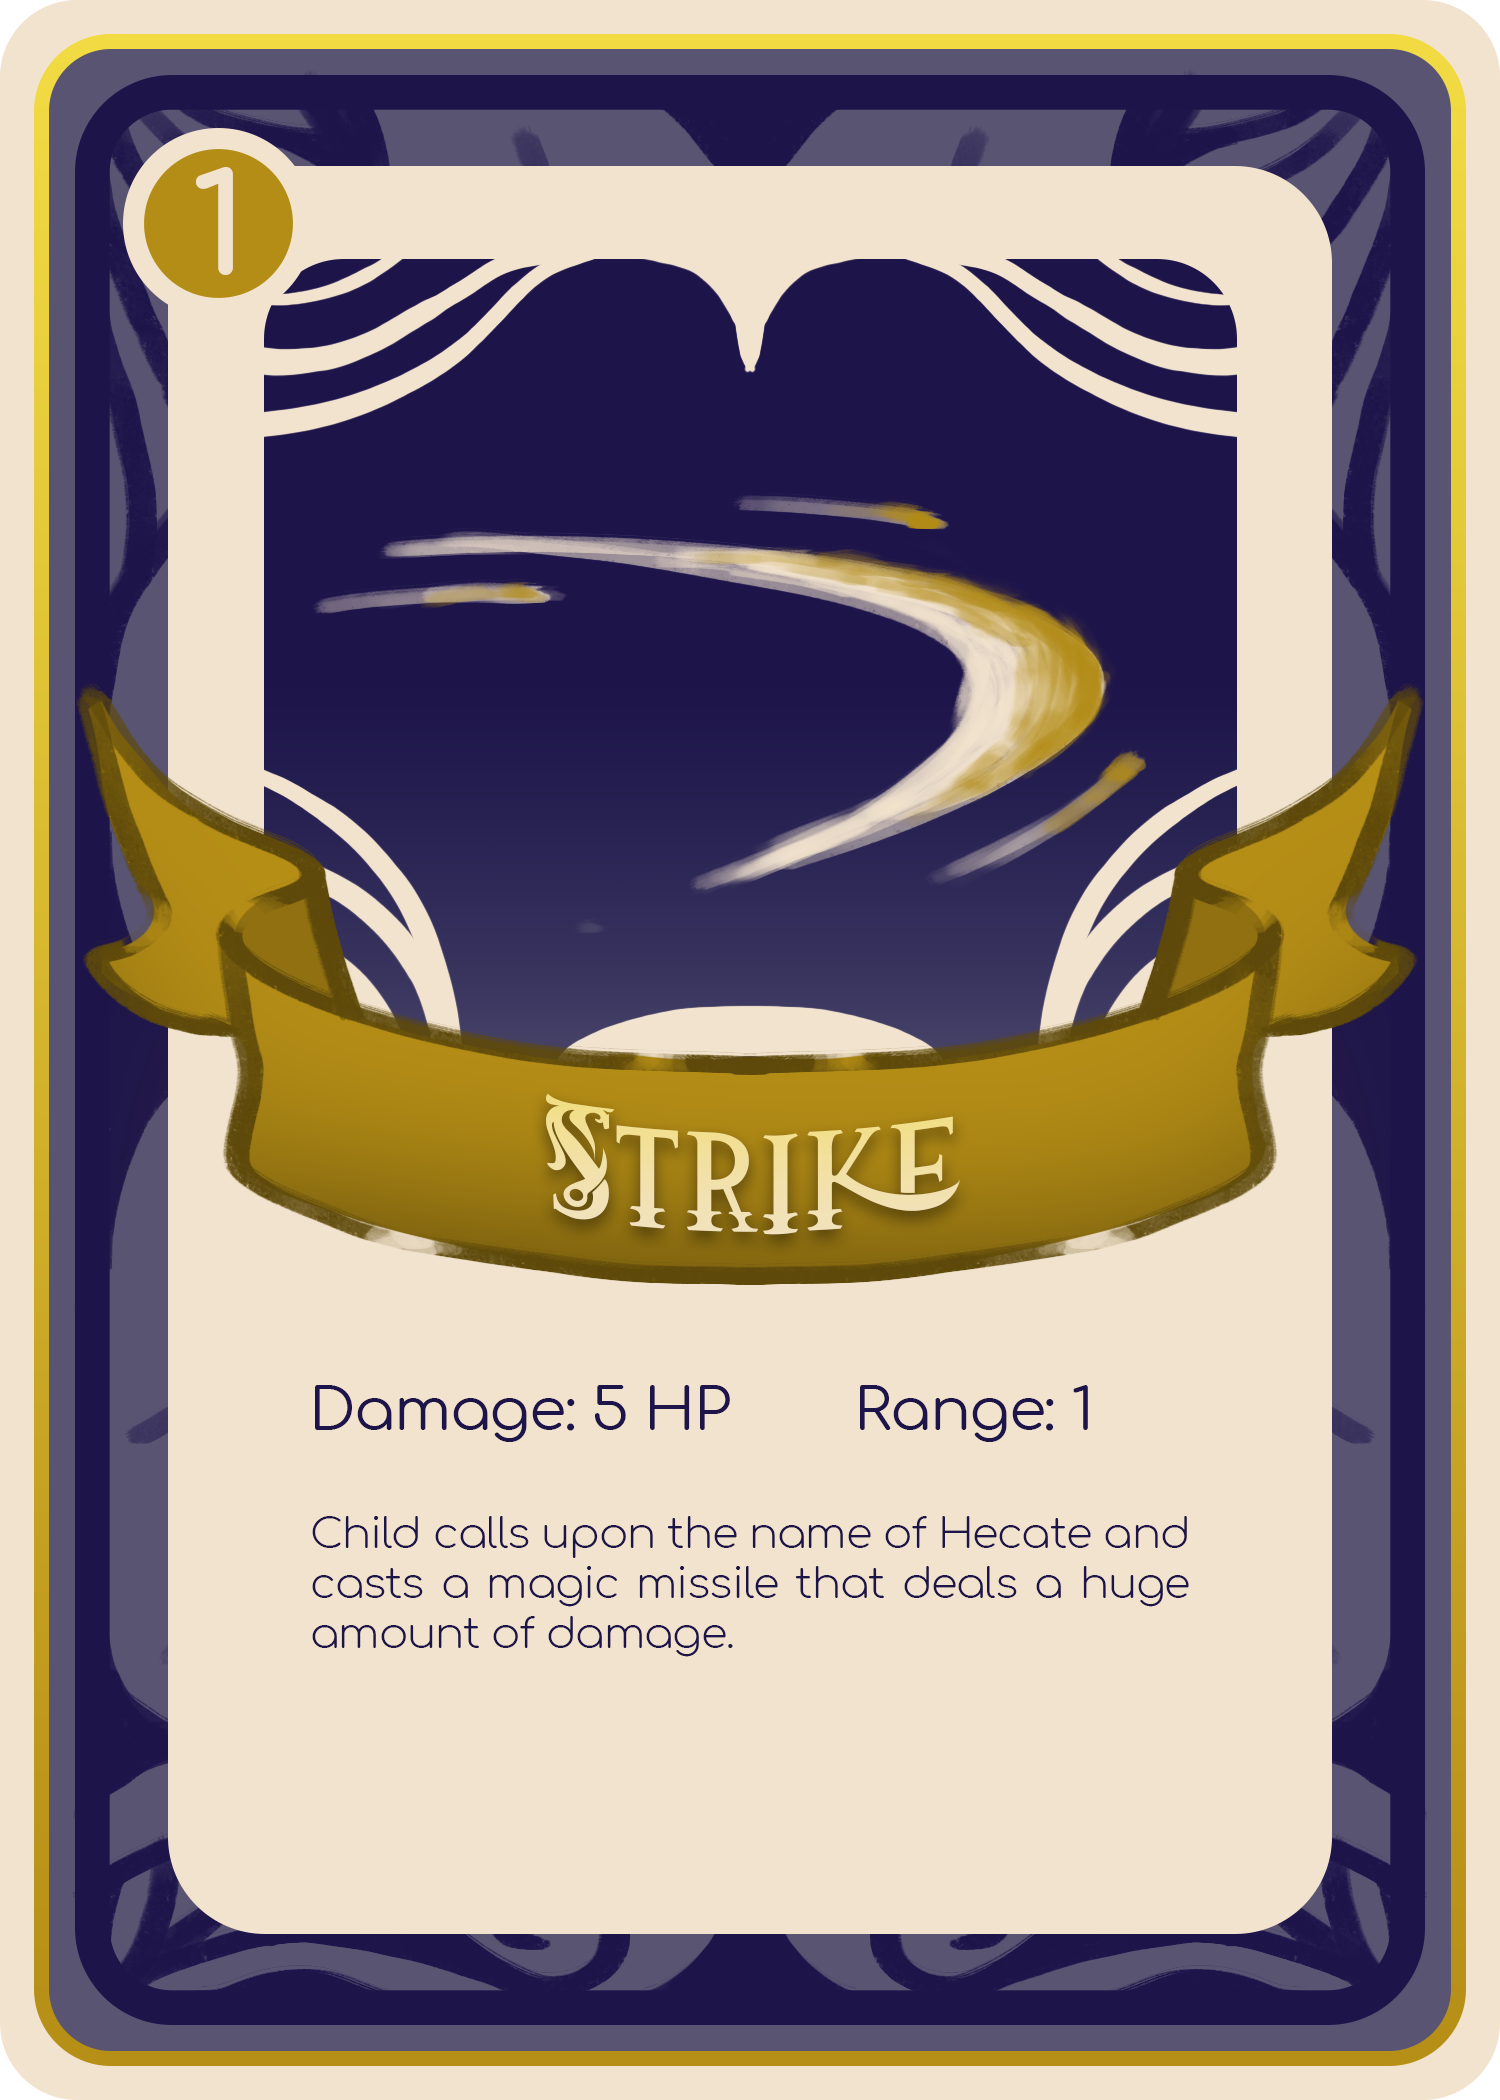 1
STRIKE
Damage: 5 HP Range: 1
Child calls upon the name of Hecate and
casts a magic missile that deals a huge
amount of damage.